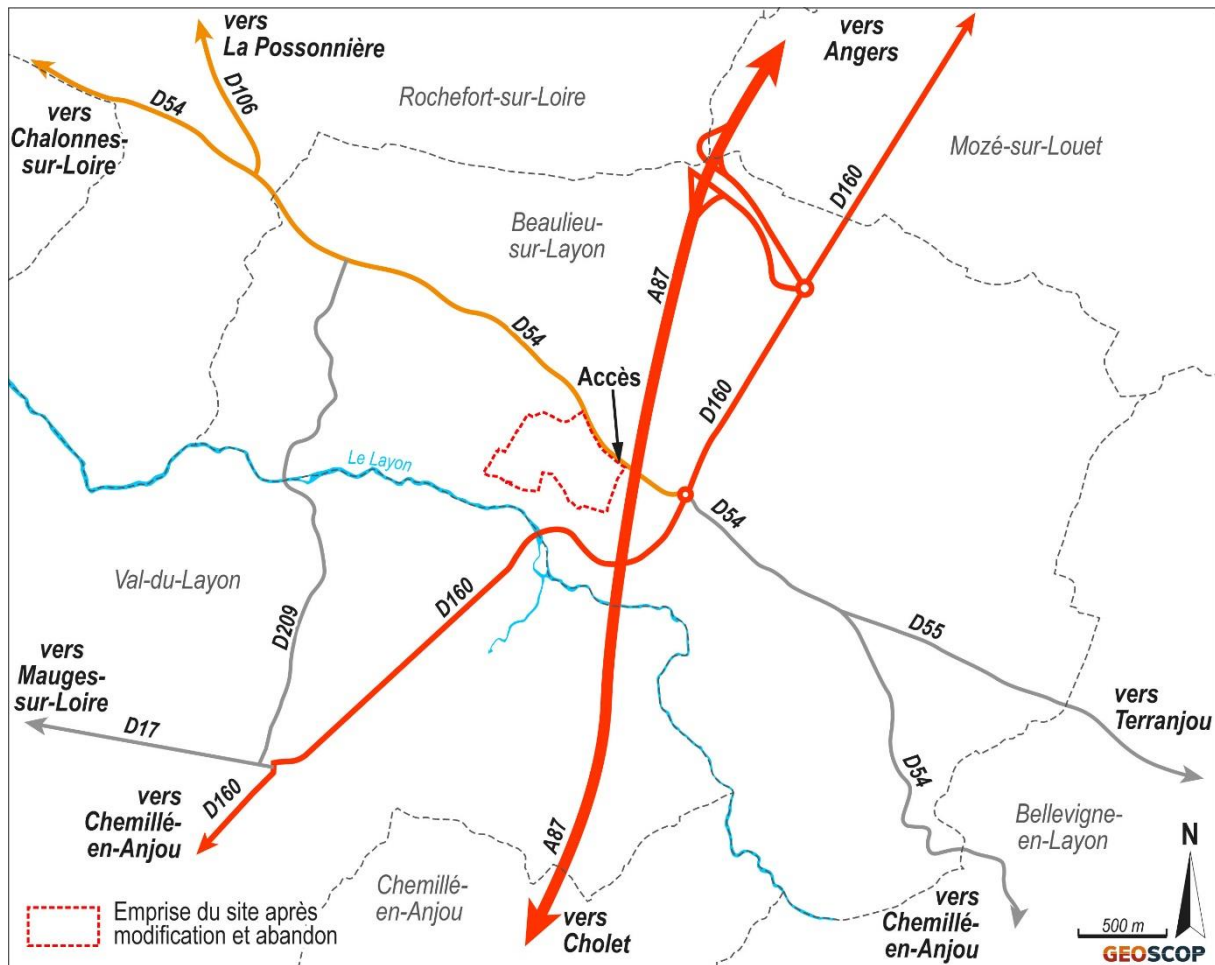 vers
La Possonnière
D106
D54
vers
Chalonnes-
sur-Loire
Rochefort-sur-Loire
vers
Angers
Mozé-sur-Louet
D160
Beaulieu-
sur-Layon
A87
D54
Accès
D160
Le Layon
D54
Val-du-Layon
D160
D209
D55
vers
Mauges-
sur-Loire
D17
vers
Terranjou
D54
D160
vers
Chemillé-
en-Anjou
A87
Bellevigne-
en-Layon
N
Chemillé-
en-Anjou
vers
Cholet
vers
Chemillé-
en-Anjou
Emprise du site après
modification et abandon
500 m
GEOSCOP